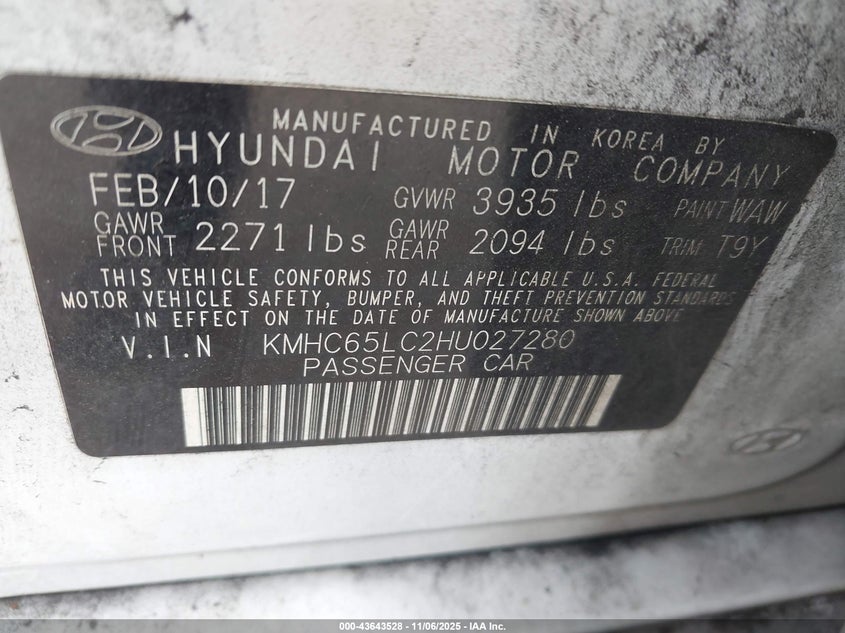 MANUFACTURED IN KOREA BY
HYUNDAI MOTOR COMPANY
FEB/10/17 GVWR 3935 lbs PAINT WAW
GAWR FRONT 2271 lbs GAWR REAR 2094 lbs TRIM T9Y
THIS VEHICLE CONFORMS TO ALL APPLICABLE U.S.A. FEDERAL
MOTOR VEHICLE SAFETY, BUMPER, AND THEFT PREVENTION STANDARDS
IN EFFECT ON THE DATE OF MANUFACTURE SHOWN ABOVE
V.I.N KMHC65LC2HU027280
PASSENGER CAR
000-43643528 - 11/06/2025 - IAA Inc.